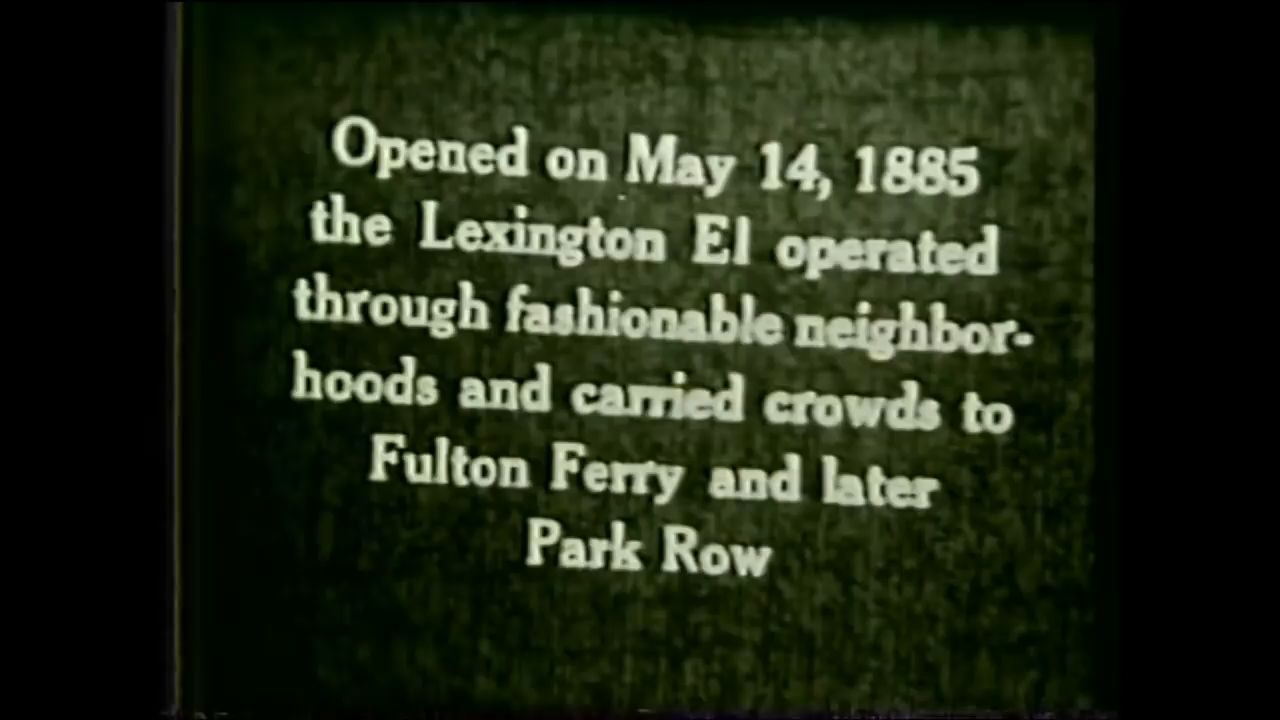 Opened on May 14, 1885
the Lexington El operated
through fashionable neighbor-
hoods and carried crowds to
Fulton Ferry and later
Park Row